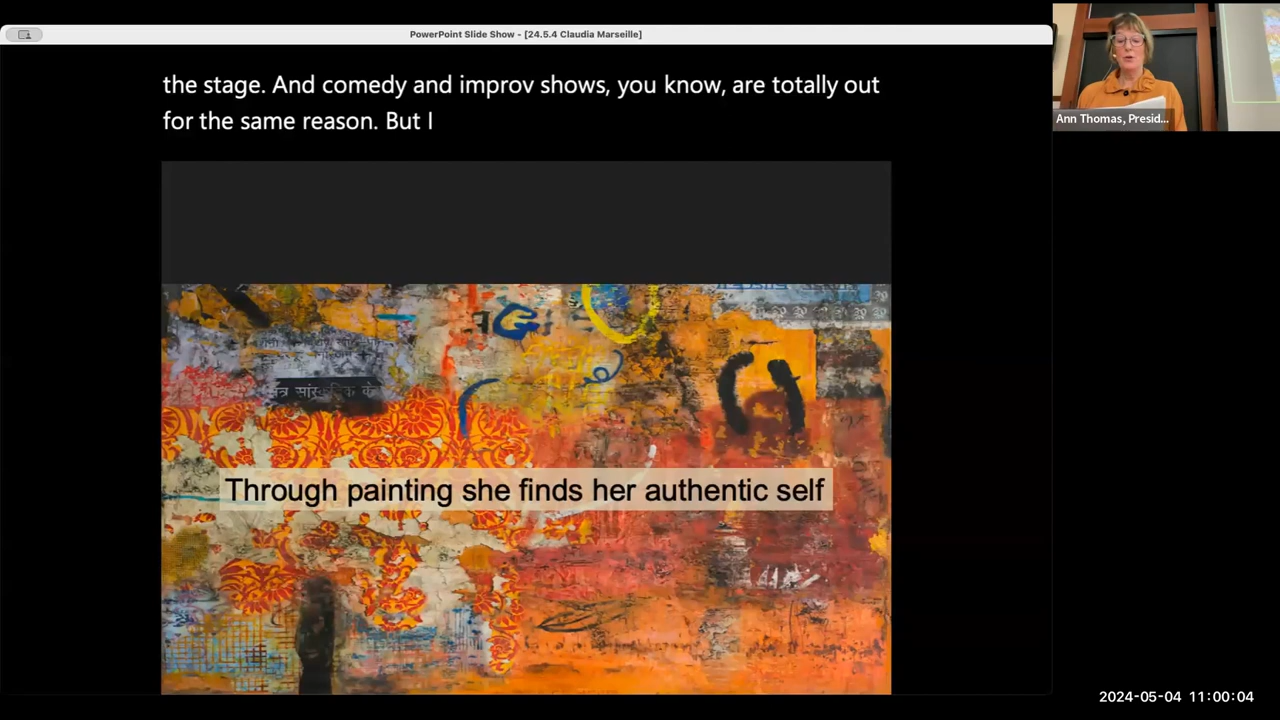 PowerPoint Slide Show - [24.5.4 Claudia Marseille]
the stage. And comedy and improv shows, you know, are totally out
for the same reason. But I
Ann Thomas, Presid...
Through painting she finds her authentic self
2024-05-04 11:00:04